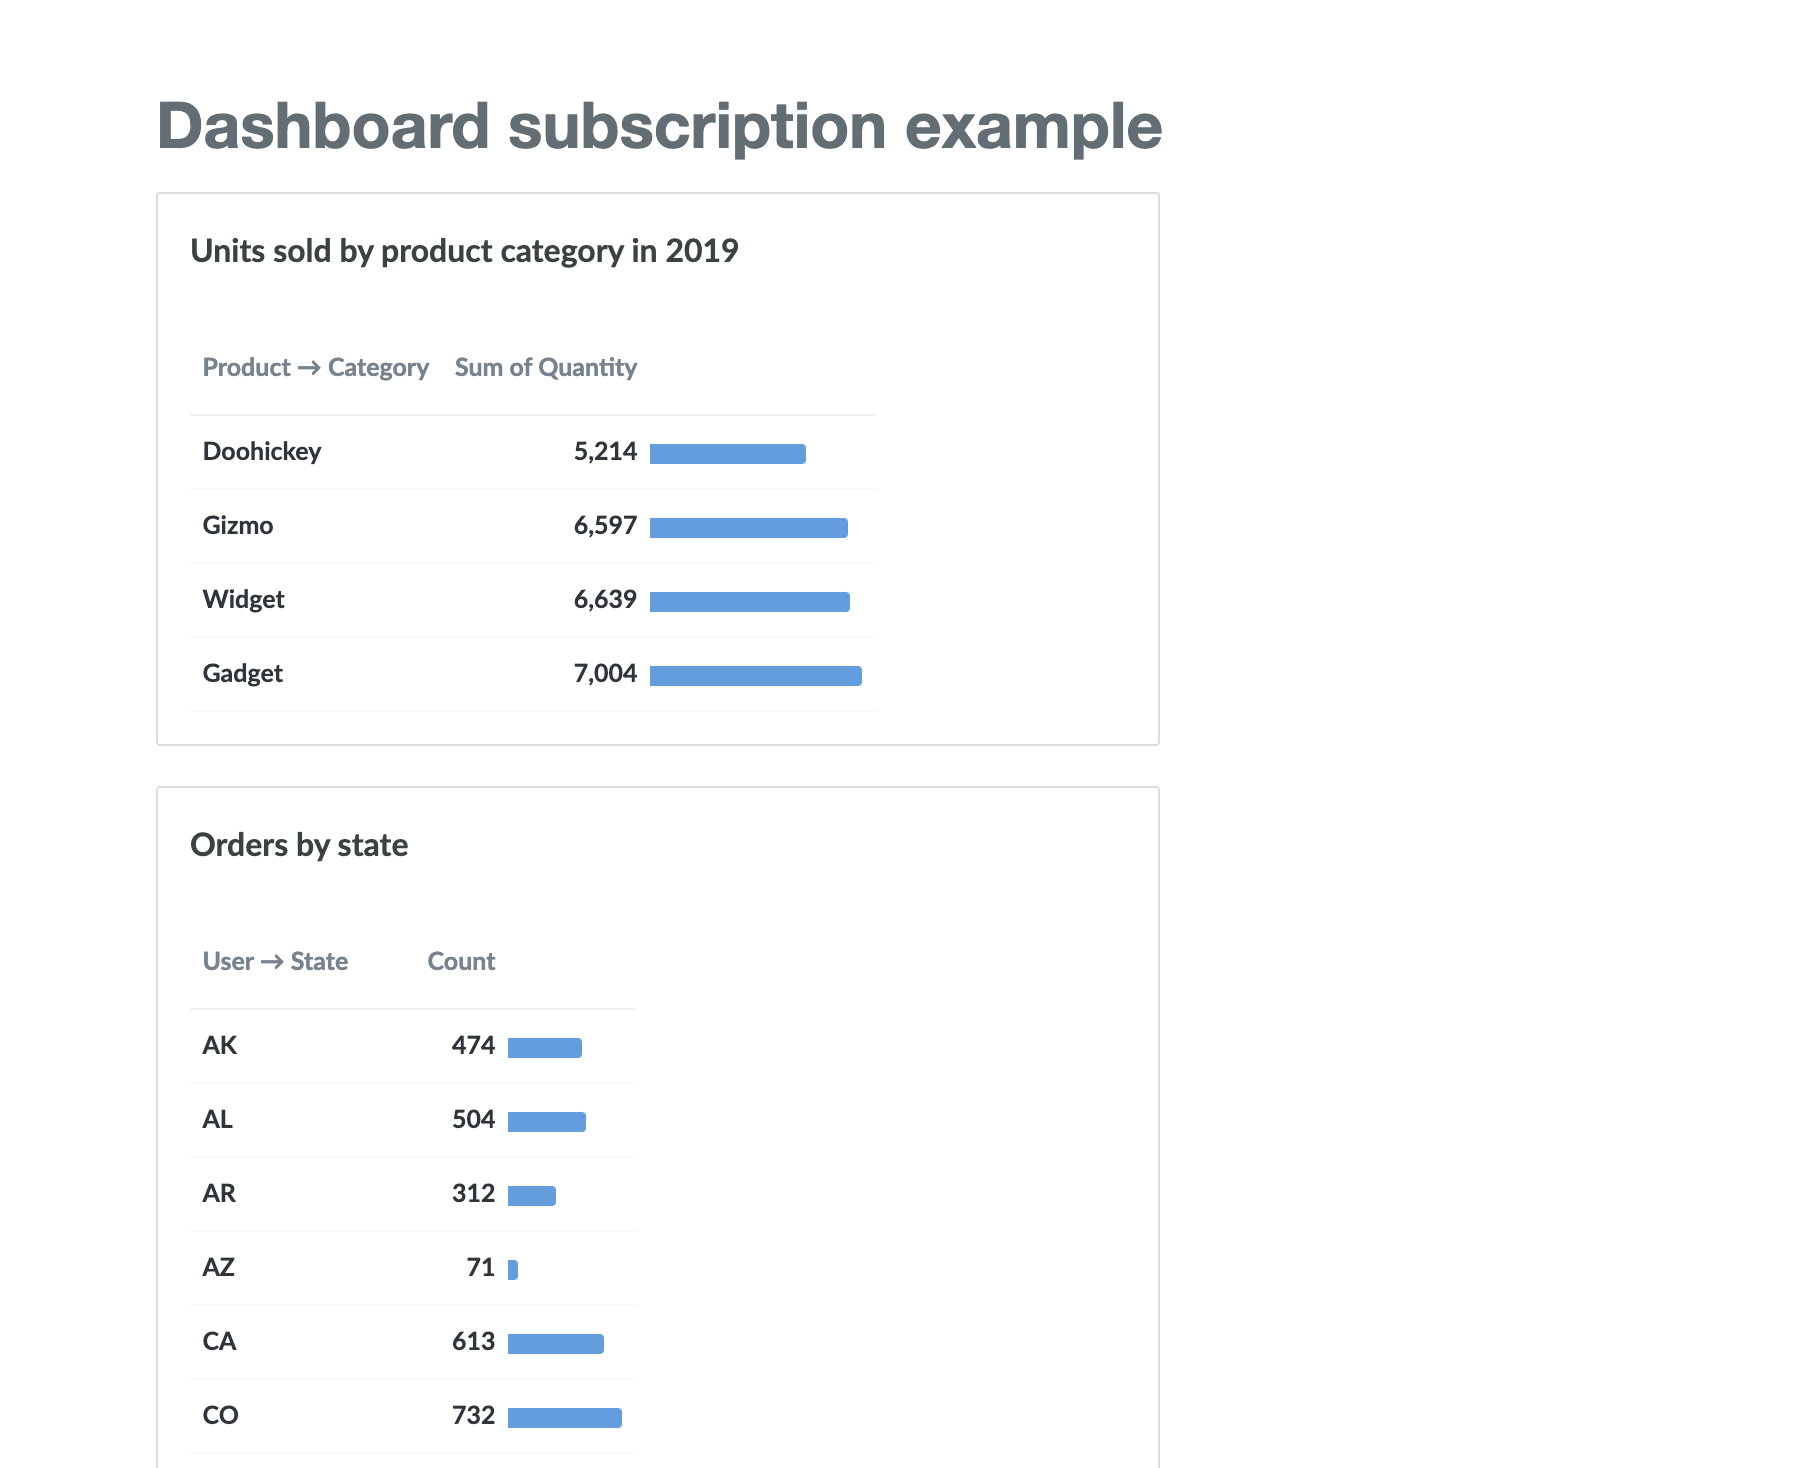 Dashboard subscription example
Units sold by product category in 2019
Product → Category Sum of Quantity
Doohickey 5,214
Gizmo 6,597
Widget 6,639
Gadget 7,004
Orders by state
User → State Count
AK 474
AL 504
AR 312
AZ 71
CA 613
CO 732